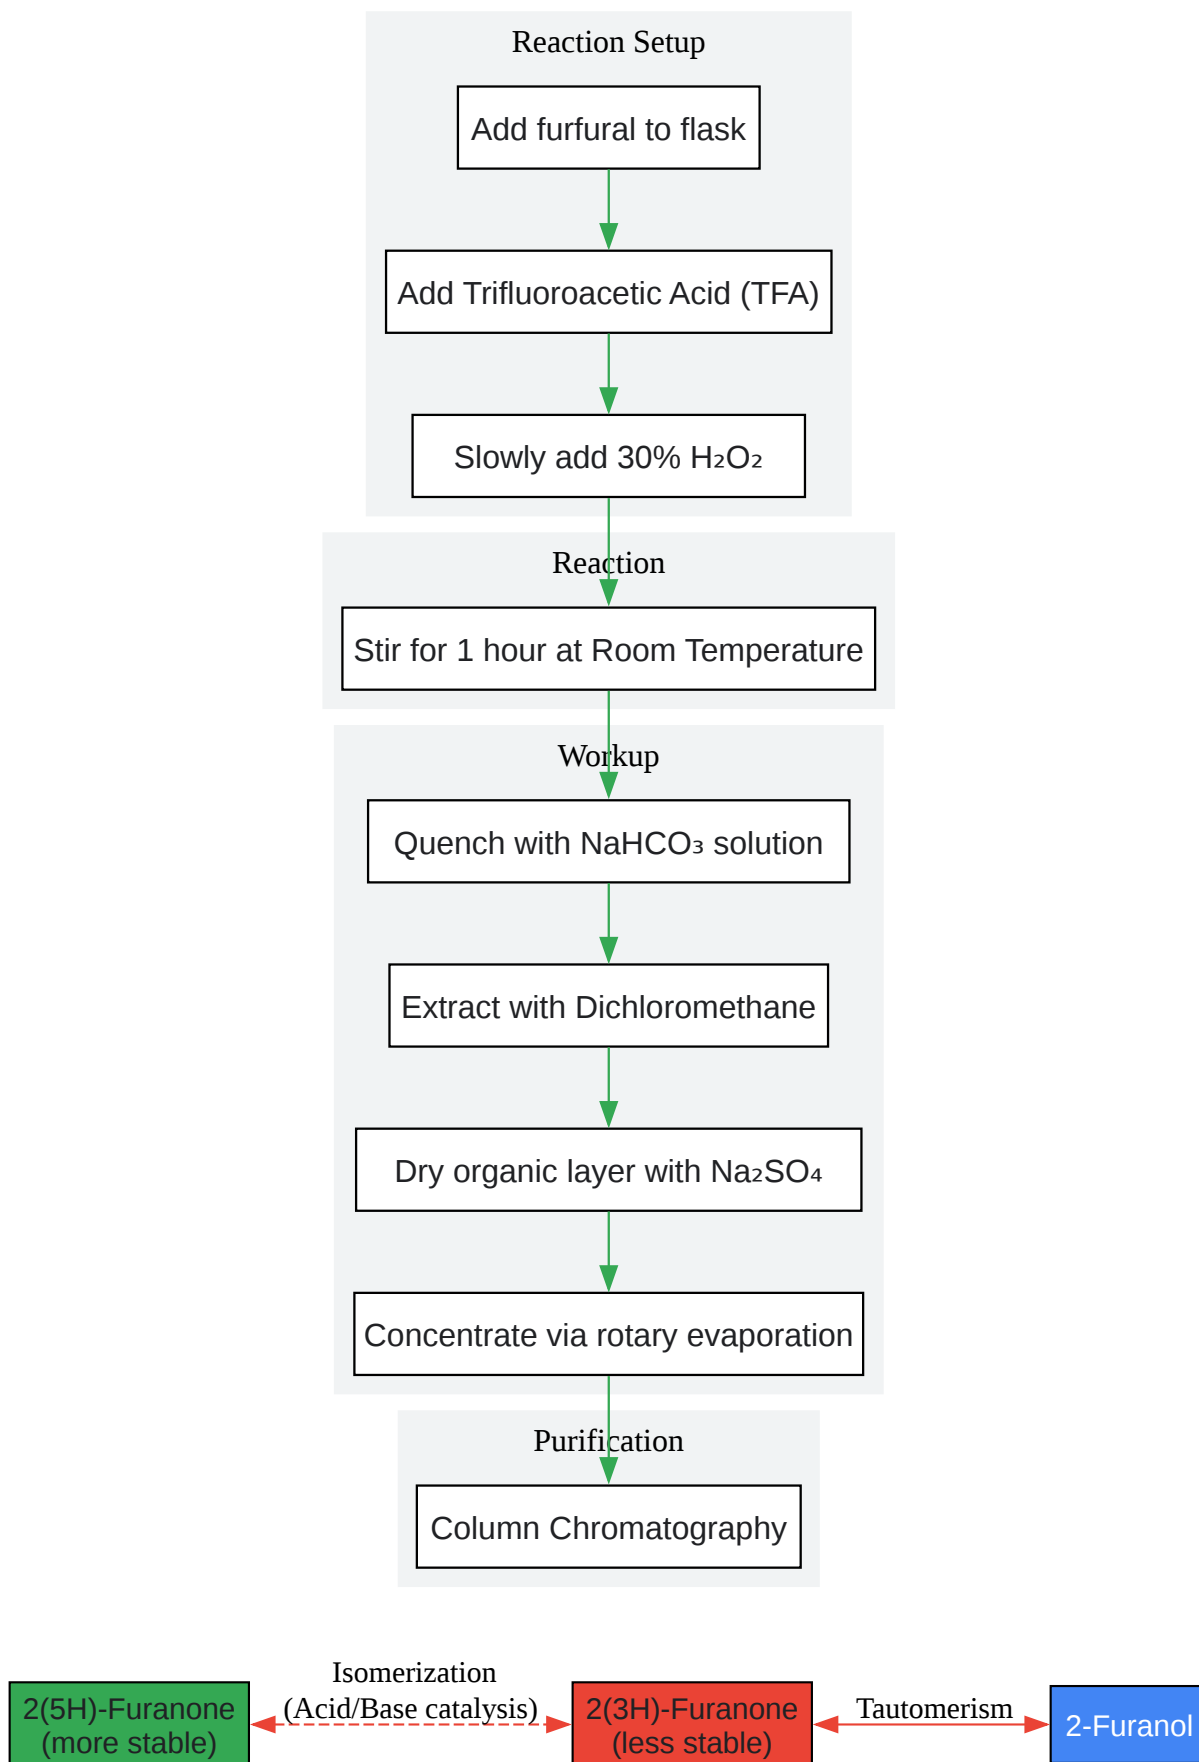 Reaction Setup
Add furfural to flask
Add Trifluoroacetic Acid (TFA)
Slowly add 30% H₂O₂
Reaction
Stir for 1 hour at Room Temperature
Workup
Quench with NaHCO₃ solution
Extract with Dichloromethane
Dry organic layer with Na₂SO₄
Concentrate via rotary evaporation
Purification
Column Chromatography
2(5H)-Furanone
(more stable)
Isomerization
(Acid/Base catalysis)
2(3H)-Furanone
(less stable)
Tautomerism
2-Furanol